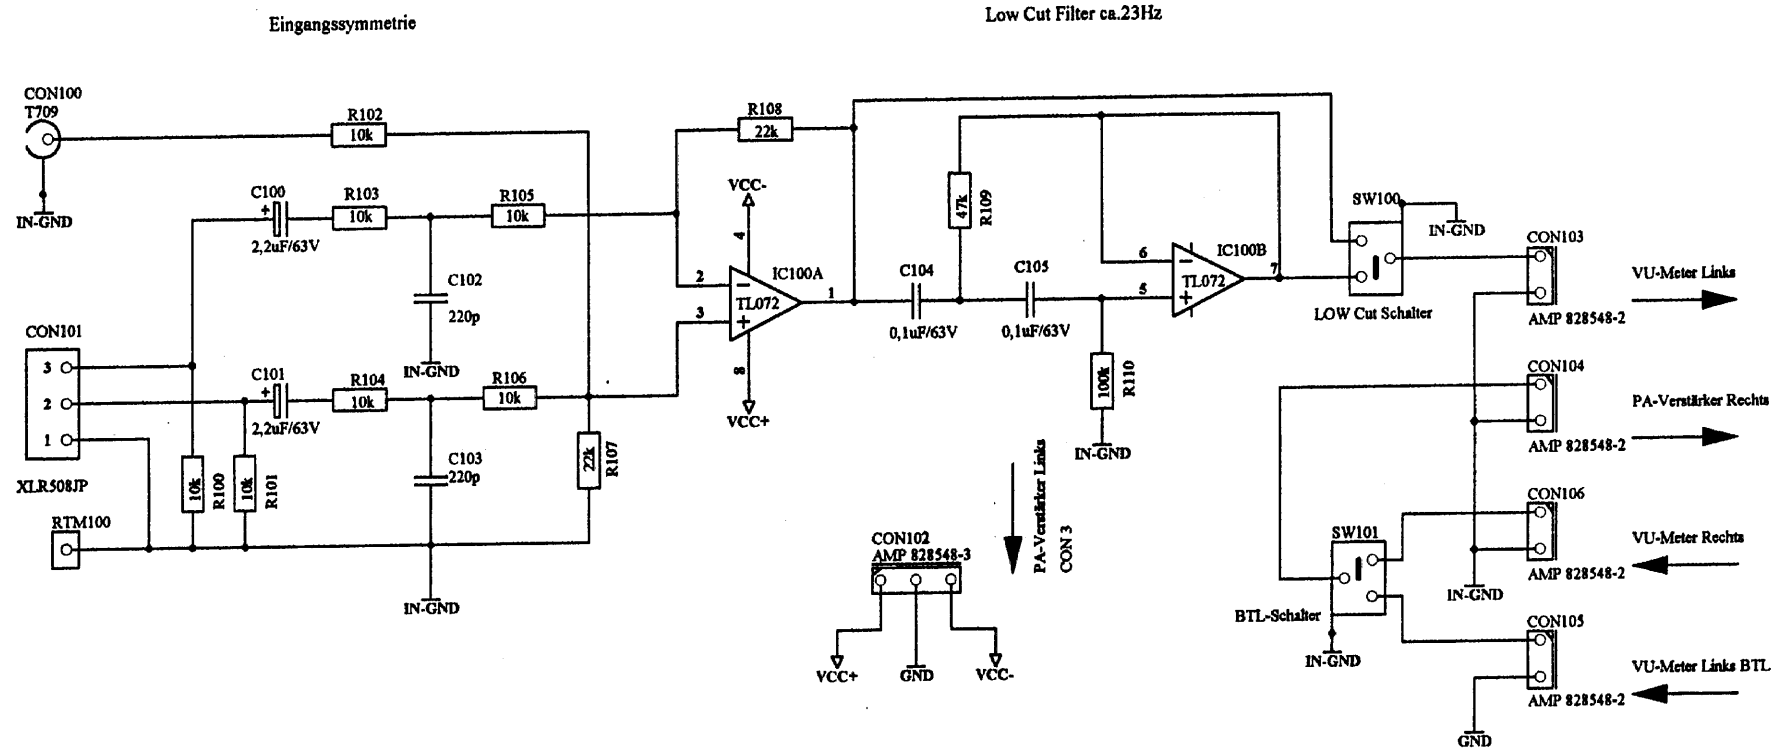 Eingangssymmetrie
Low Cut Filter ca.23Hz
CON100
T709
IN-GND
R102
10k
C100
+
2,2uF/63V
R103
10k
R105
10k
C102
220p
IN-GND
R108
22k
VCC-
4
2
3
−
+
TL072
IC100A
1
8
VCC+
47k
R109
C104
0,1uF/63V
C105
0,1uF/63V
6
5
−
+
TL072
IC100B
7
100k
R110
IN-GND
SW100
IN-GND
LOW Cut Schalter
CON103
AMP 828548-2
VU-Meter Links
CON101
3
2
1
XLR508JP
RTM100
10k
R100
10k
R101
C101
+
2,2uF/63V
R104
10k
R106
10k
C103
220p
22k
R107
IN-GND
CON102
AMP 828548-3
VCC+
GND
VCC-
PA-Verstärker Links
CON 3
CON104
AMP 828548-2
PA-Verstärker Rechts
CON106
AMP 828548-2
VU-Meter Rechts
IN-GND
SW101
BTL-Schalter
IN-GND
CON105
AMP 828548-2
VU-Meter Links BTL
GND